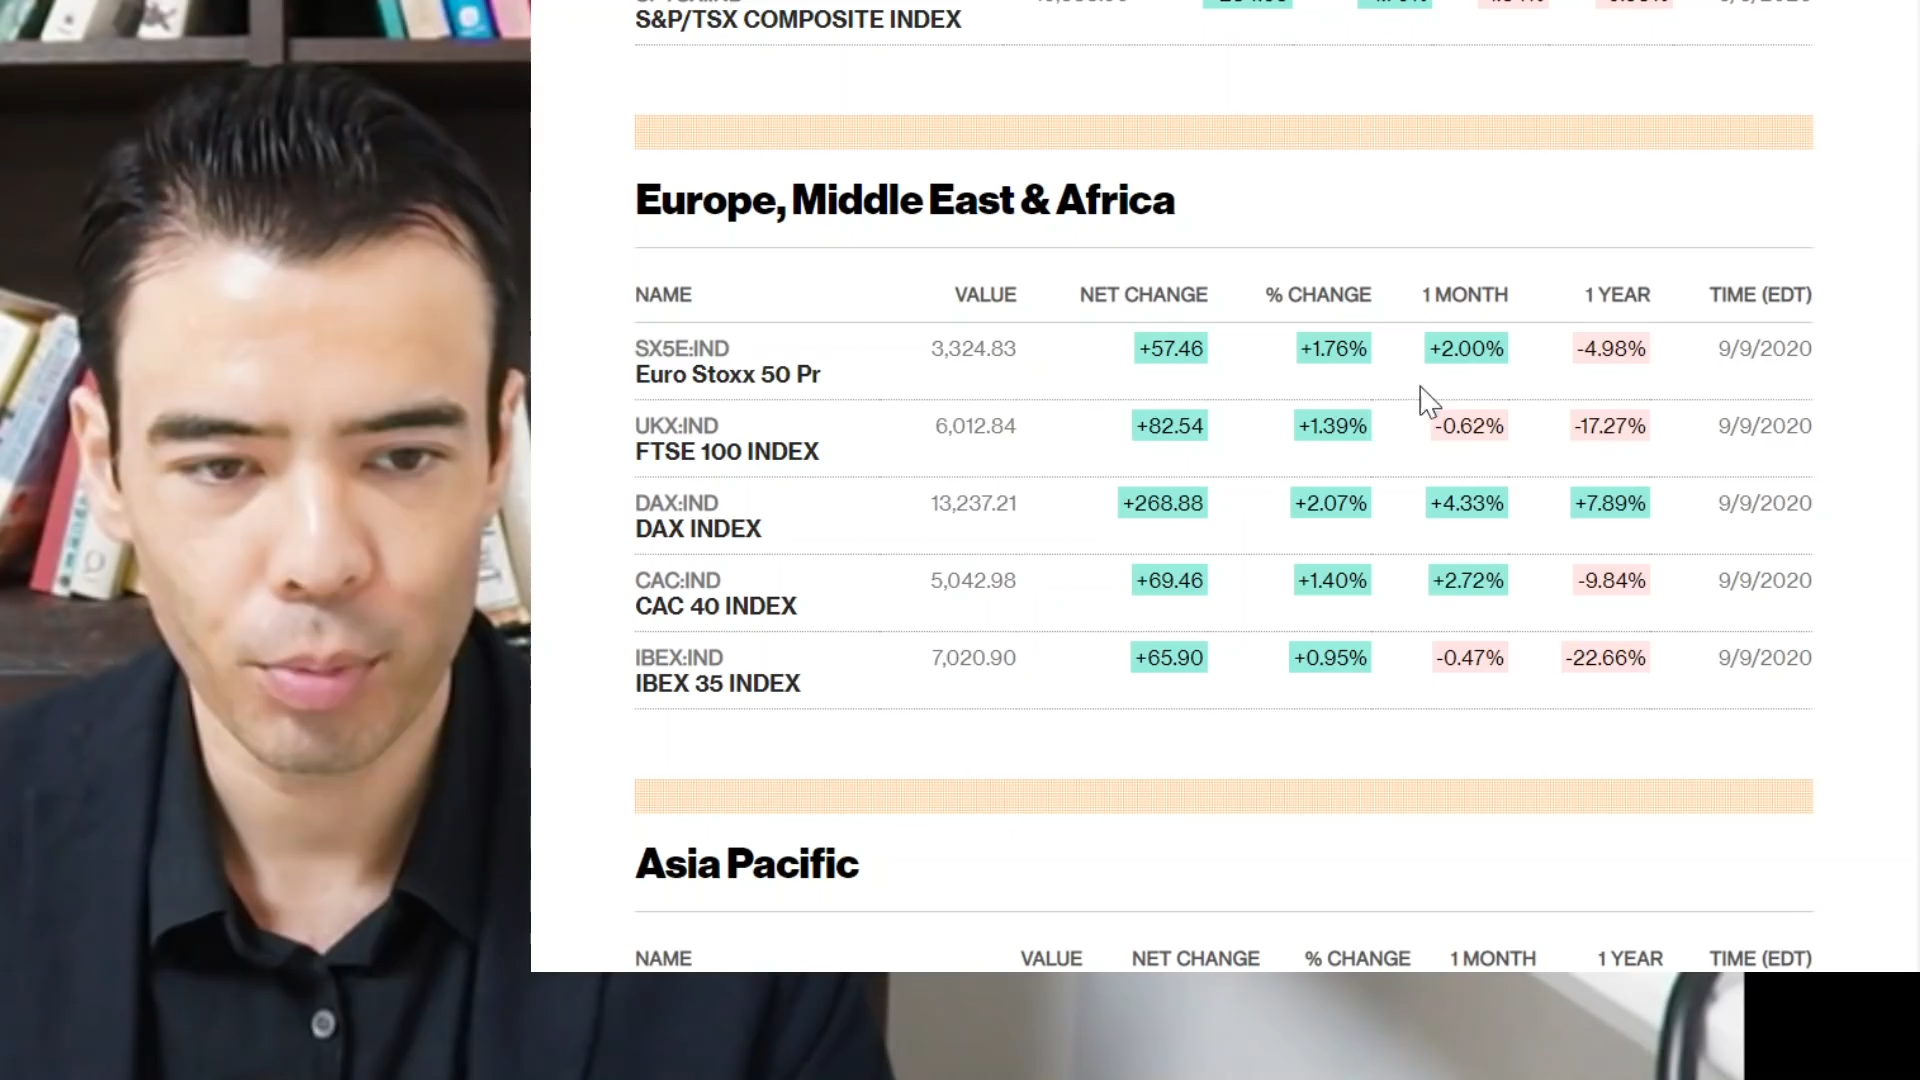 S&P/TSX COMPOSITE INDEX
Europe, Middle East & Africa
NAME VALUE NET CHANGE % CHANGE 1 MONTH 1 YEAR TIME (EDT)
SX5E:IND 3,324.83 +57.46 +1.76% +2.00% -4.98% 9/9/2020
Euro Stoxx 50 Pr
UKX:IND 6,012.84 +82.54 +1.39% -0.62% -17.27% 9/9/2020
FTSE 100 INDEX
DAX:IND 13,237.21 +268.88 +2.07% +4.33% +7.89% 9/9/2020
DAX INDEX
CAC:IND 5,042.98 +69.46 +1.40% +2.72% -9.84% 9/9/2020
CAC 40 INDEX
IBEX:IND 7,020.90 +65.90 +0.95% -0.47% -22.66% 9/9/2020
IBEX 35 INDEX
Asia Pacific
NAME VALUE NET CHANGE % CHANGE 1 MONTH 1 YEAR TIME (EDT)